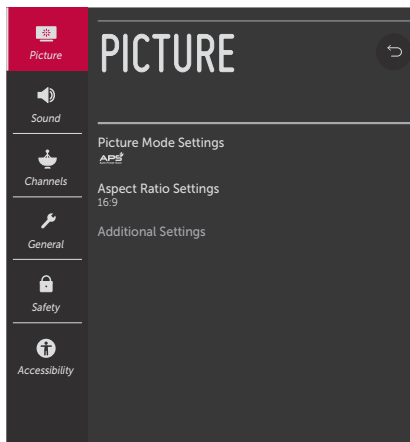 Picture
Sound
Channels
General
Safety
Accessibility
PICTURE
Picture Mode Settings
APS
Aspect Ratio Settings
16:9
Additional Settings